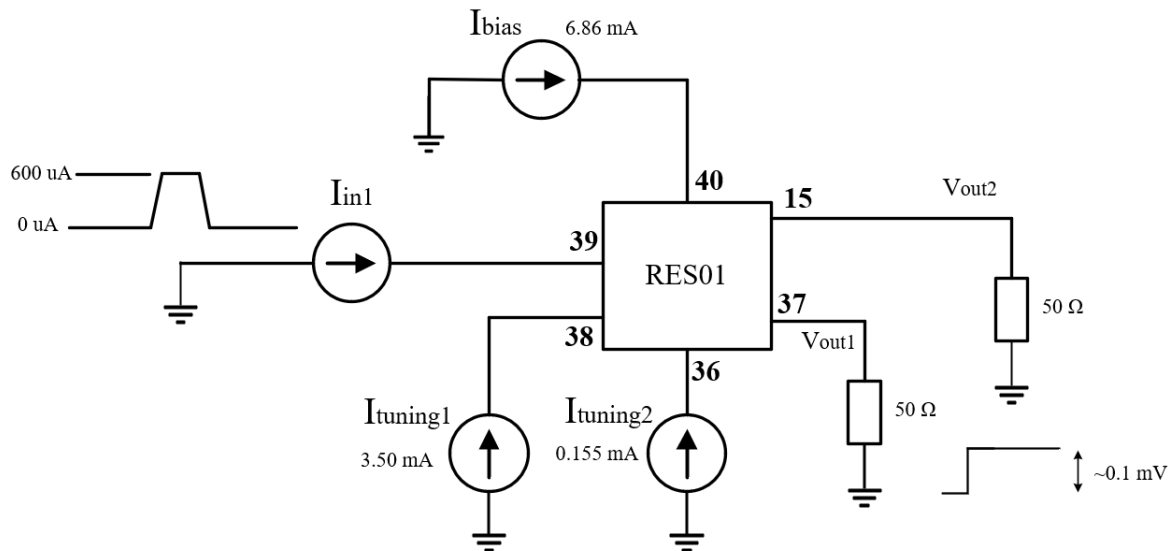 Ibias
6.86 mA
600 uA
0 uA
Iin1
40
15
Vout2
39
RES01
50 Ω
38
37
Vout1
36
Ituning1
3.50 mA
Ituning2
0.155 mA
50 Ω
~0.1 mV